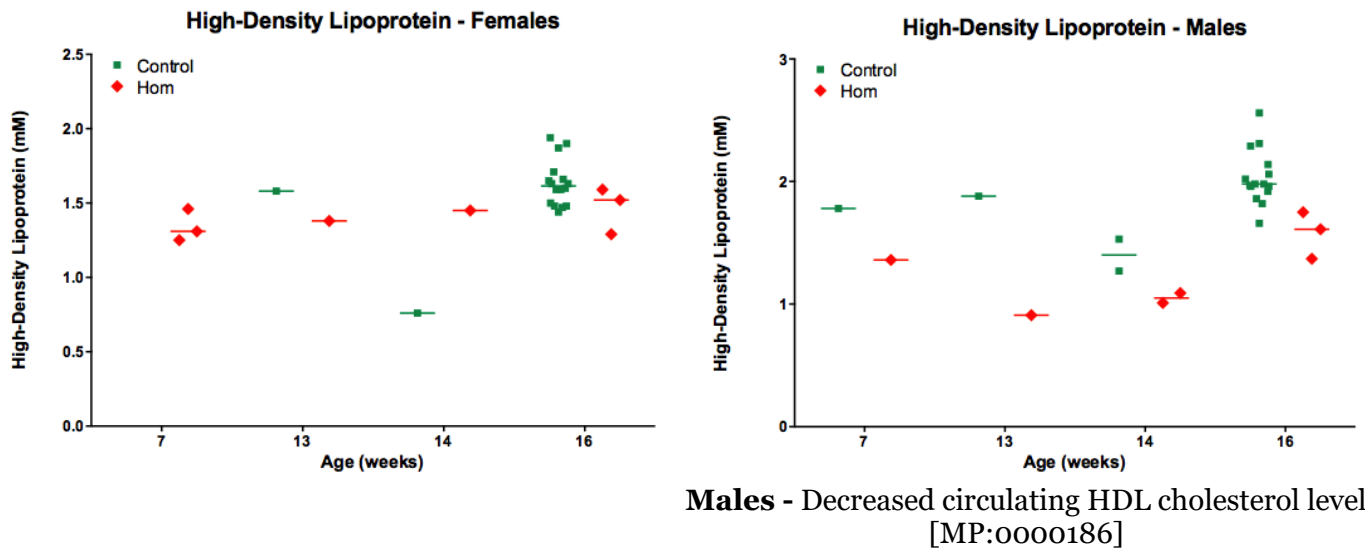 High-Density Lipoprotein - Females
2.5
2.0
1.5
1.0
0.5
0.0
High-Density Lipoprotein (mM)
Control
Hom
7
13
14
16
Age (weeks)
High-Density Lipoprotein - Males
3
2
1
0
High-Density Lipoprotein (mM)
Control
Hom
7
13
14
16
Age (weeks)
Males - Decreased circulating HDL cholesterol level
[MP:0000186]